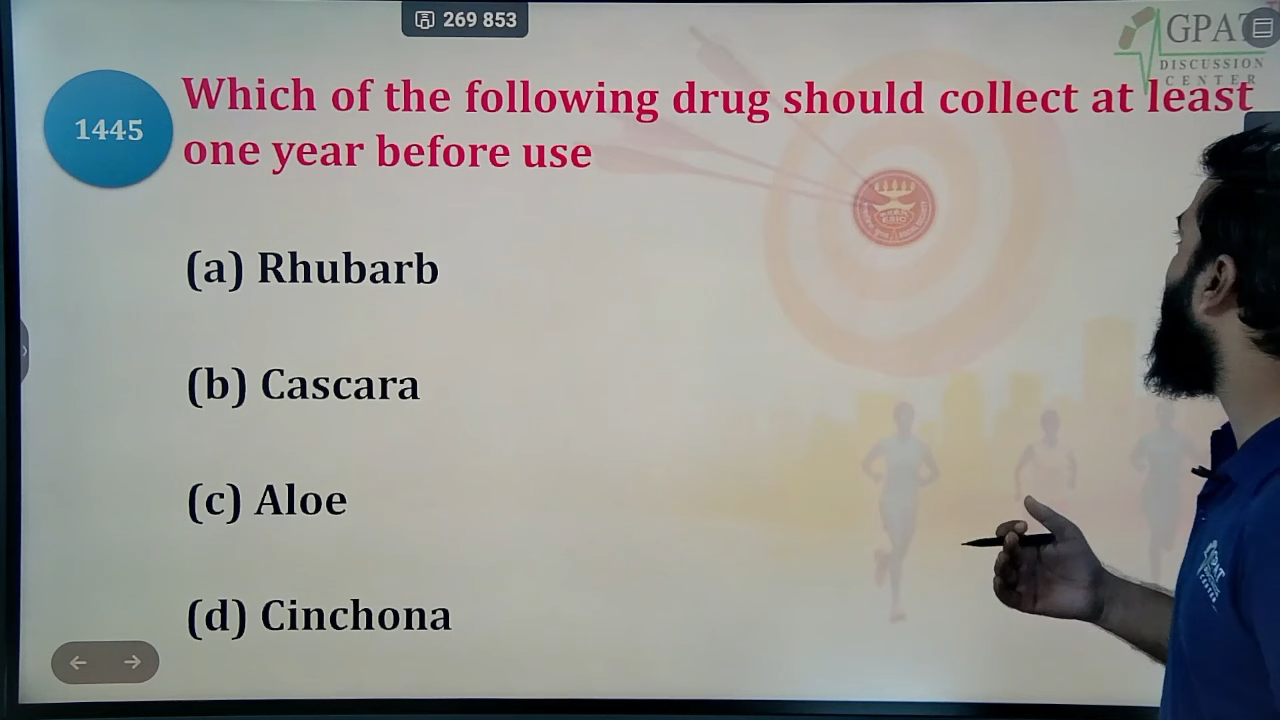 269 853
GPAT
DISCUSSION
CENTER
1445
Which of the following drug should collect at least
one year before use
(a) Rhubarb
(b) Cascara
(c) Aloe
(d) Cinchona